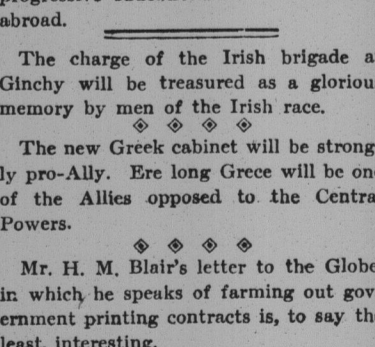 abroad.
The charge of the Irish brigade a
Ginchy will be treasured as a gloriou
memory by men of the Irish race.
The new Greek cabinet will be strong
ly pro-Ally. Ere long Grece will be on
of the Allies opposed to the Centra
Powers.
Mr. H. M. Blair's letter to the Globe
in which he speaks of farming out gov
ernment printing contracts is, to say th
least, interesting.